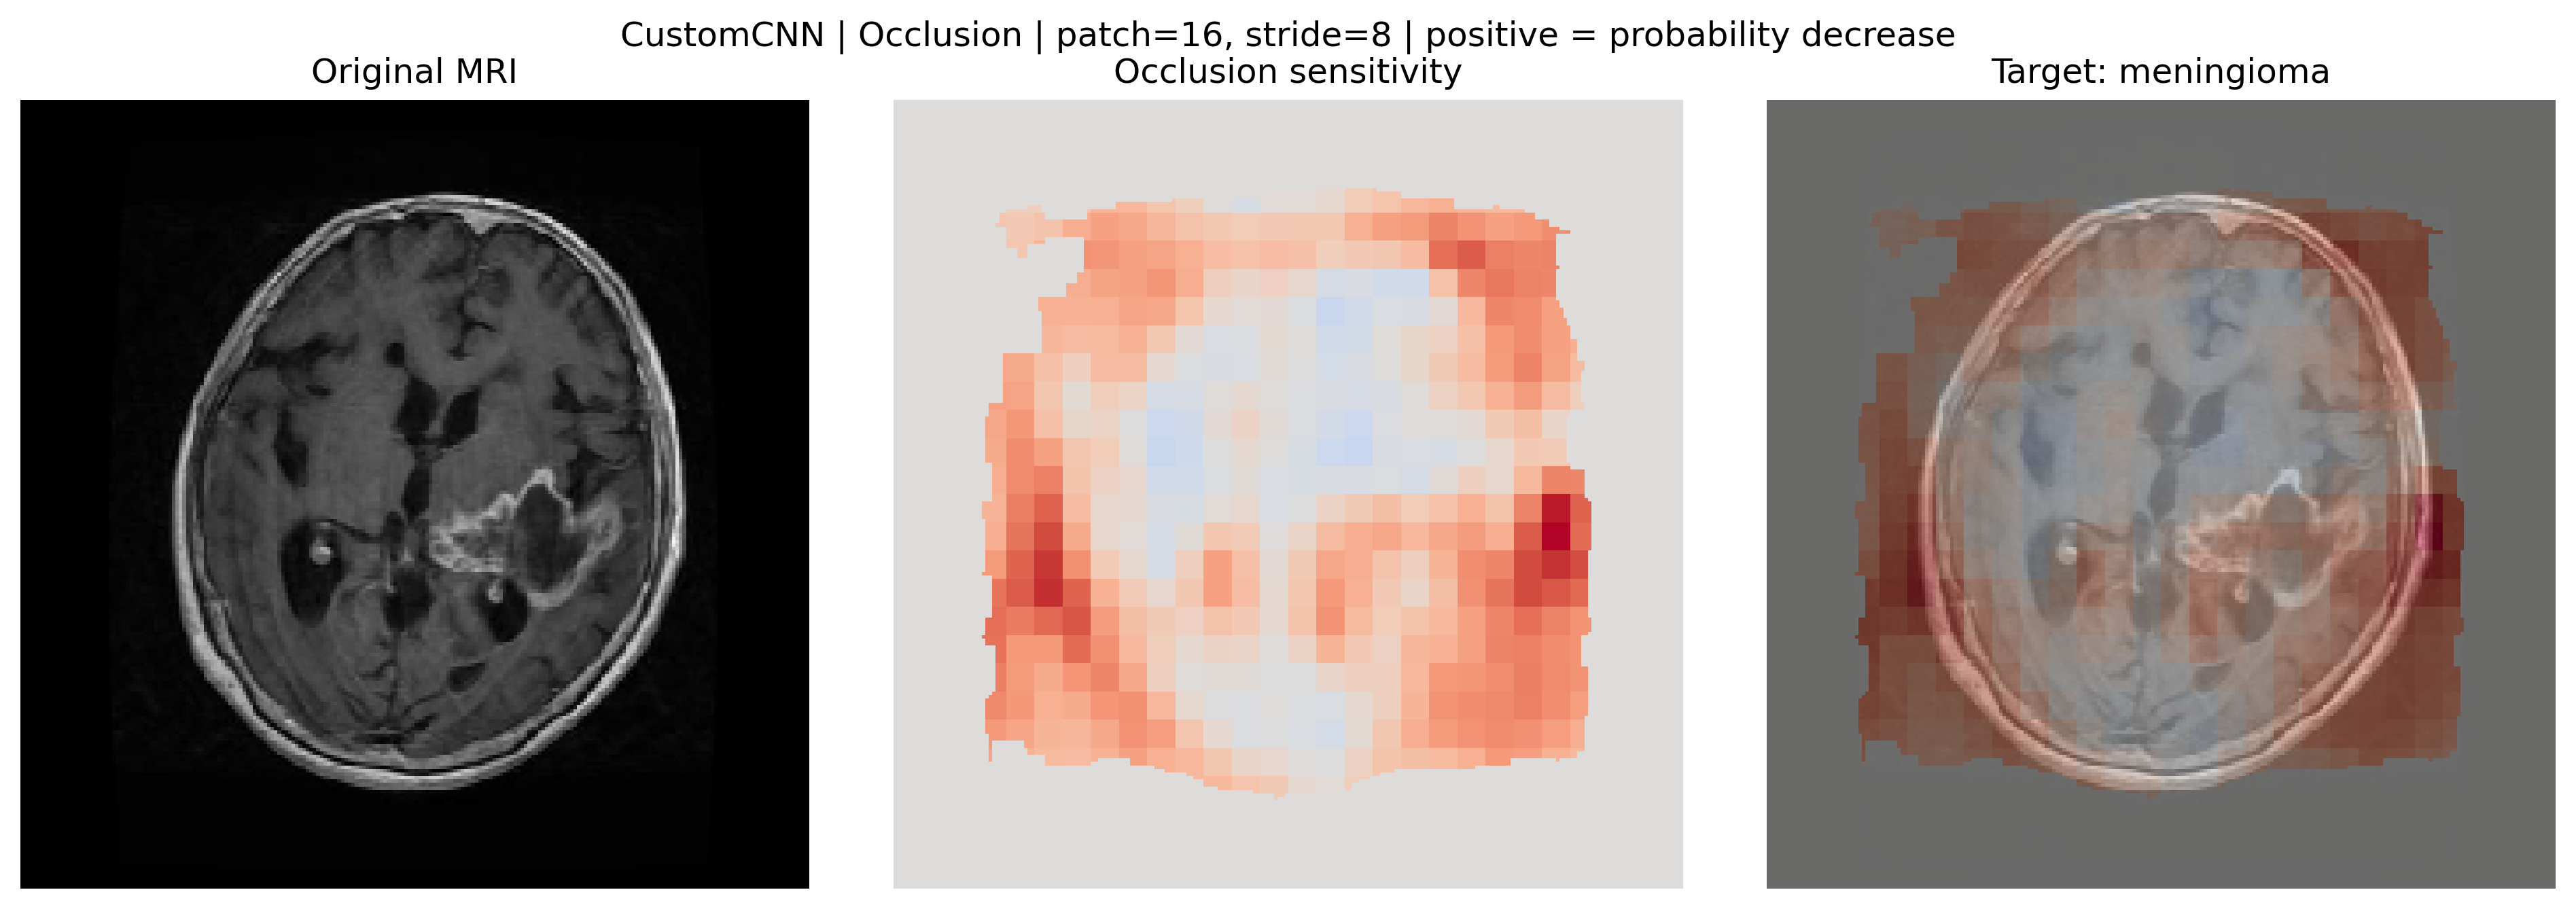 CustomCNN | Occlusion | patch=16, stride=8 | positive = probability decrease
Original MRI
Occlusion sensitivity
Target: meningioma